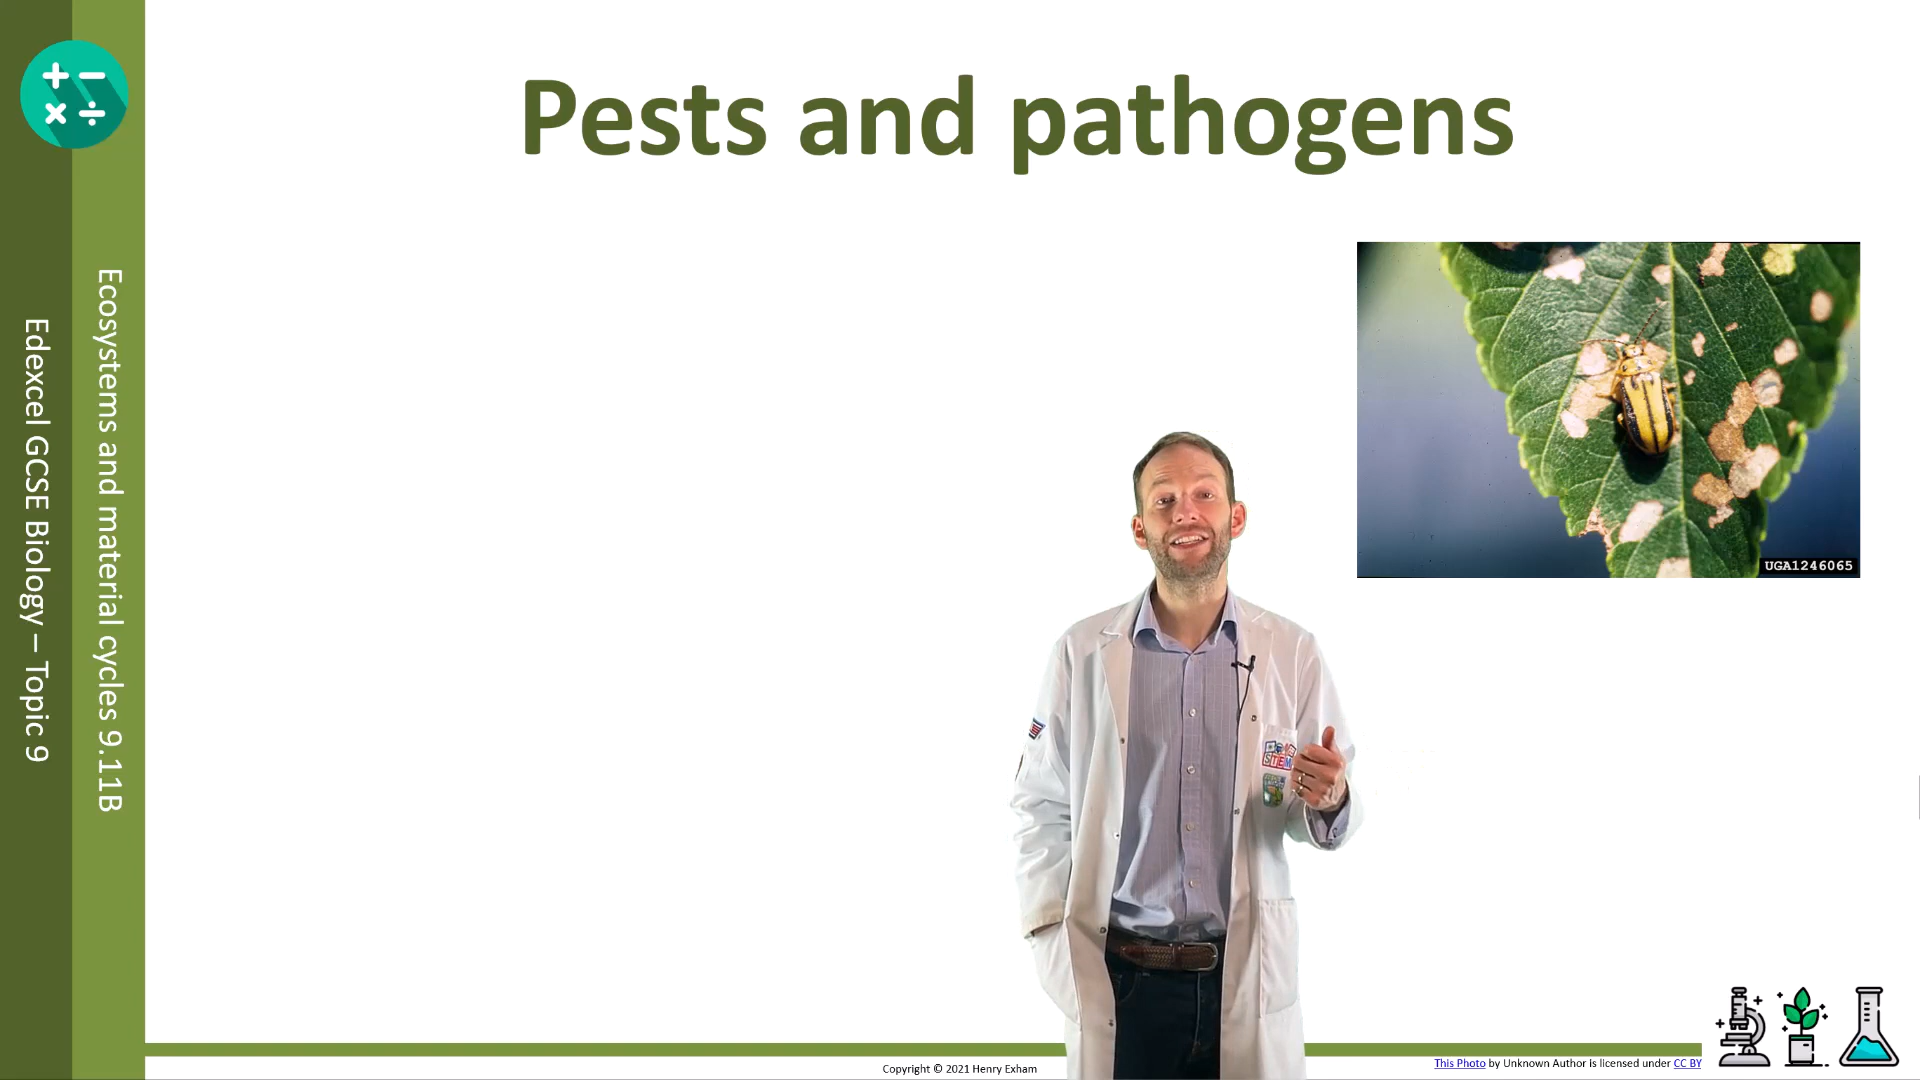 Pests and pathogens
Ecosystems and material cycles 9.11B
Edexcel GCSE Biology – Topic 9
UGA1246065
STEM
Copyright © 2021 Henry Exham
This Photo by Unknown Author is licensed under CC BY